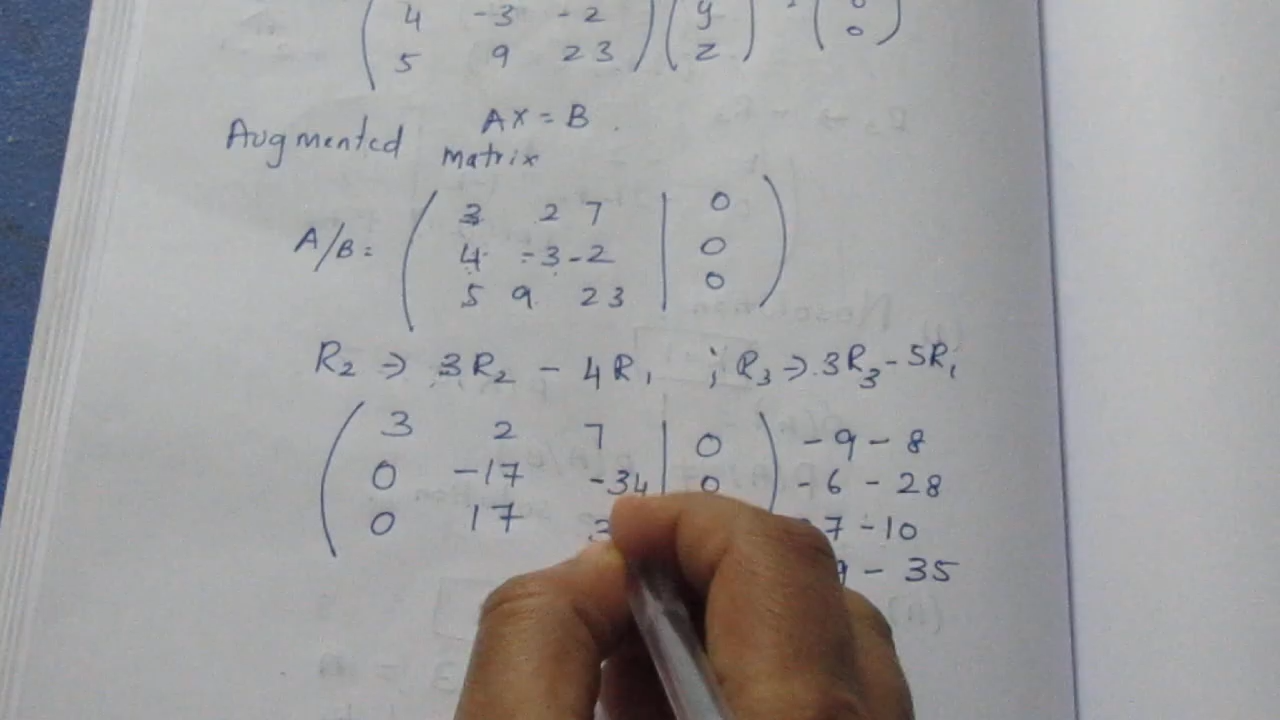 4 -3 -2 y 0
5 9 23 z 0
AX = B .
Augmented matrix
A/B = 3 2 7 | 0
4 -3 -2 | 0
5 9 23 | 0
R2 → 3R2 - 4R1 ; R3 → 3R3 - 5R1
3 2 7 | 0 -9 - 8
0 -17 -34 | 0 -6 - 28
0 17 3 7 - 10
9 - 35